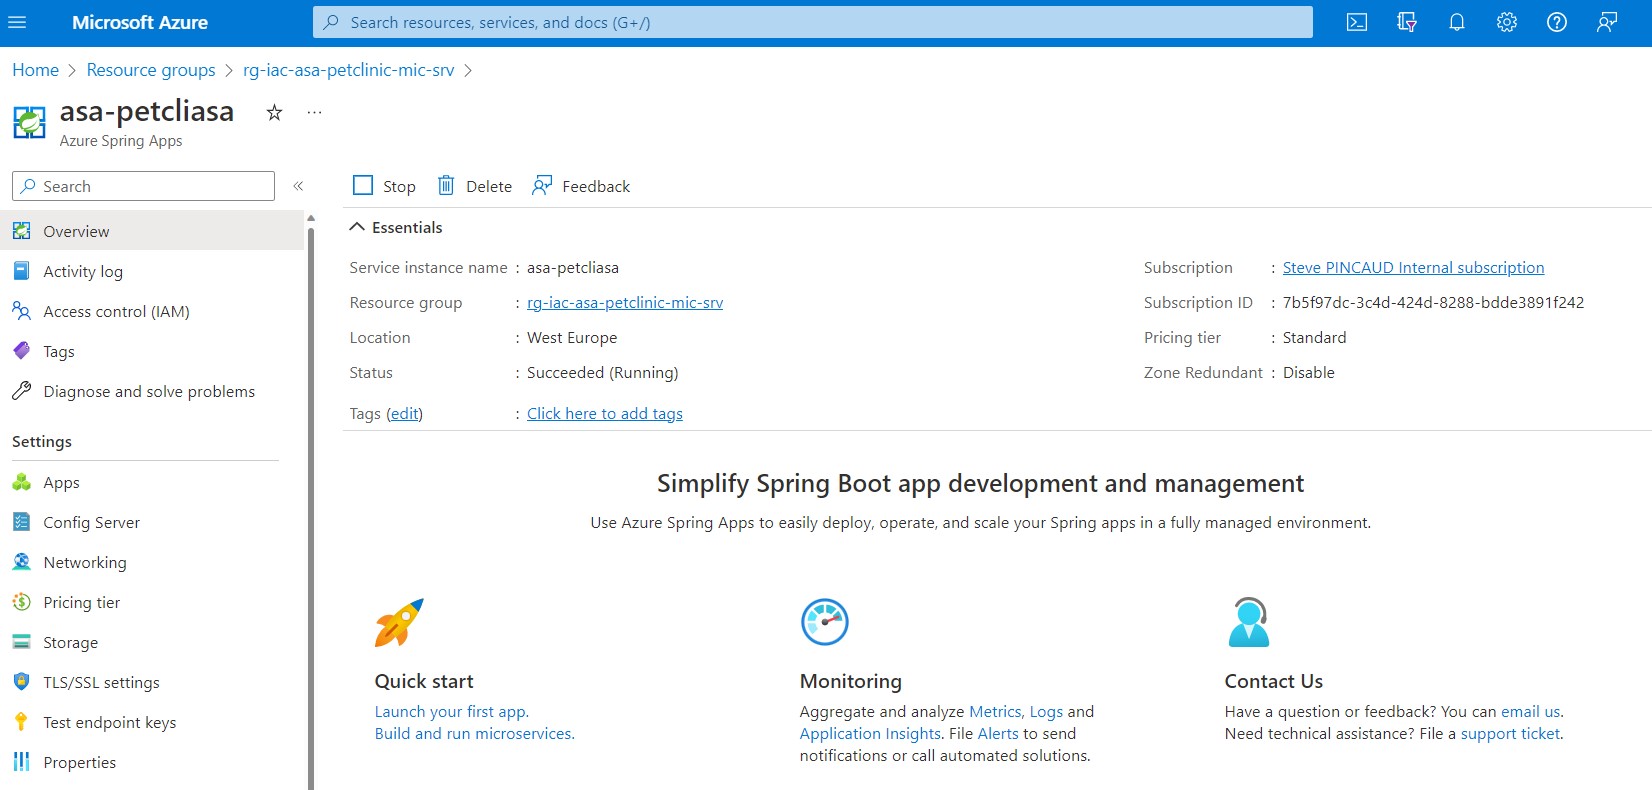 Microsoft Azure
Search resources, services, and docs (G+/)
Home > Resource groups > rg-iac-asa-petclinic-mic-srv >
asa-petcliasa
Azure Spring Apps
Search
Overview
Activity log
Access control (IAM)
Tags
Diagnose and solve problems
Settings
Apps
Config Server
Networking
Pricing tier
Storage
TLS/SSL settings
Test endpoint keys
Properties
Stop Delete Feedback
Essentials
Service instance name : asa-petcliasa
Resource group : rg-iac-asa-petclinic-mic-srv
Location : West Europe
Status : Succeeded (Running)
Tags (edit) : Click here to add tags
Subscription : Steve PINCAUD Internal subscription
Subscription ID : 7b5f97dc-3c4d-424d-8288-bdde3891f242
Pricing tier : Standard
Zone Redundant : Disable
Simplify Spring Boot app development and management
Use Azure Spring Apps to easily deploy, operate, and scale your Spring apps in a fully managed environment.
Quick start
Launch your first app.
Build and run microservices.
Monitoring
Aggregate and analyze Metrics, Logs and
Application Insights. File Alerts to send
notifications or call automated solutions.
Contact Us
Have a question or feedback? You can email us.
Need technical assistance? File a support ticket.